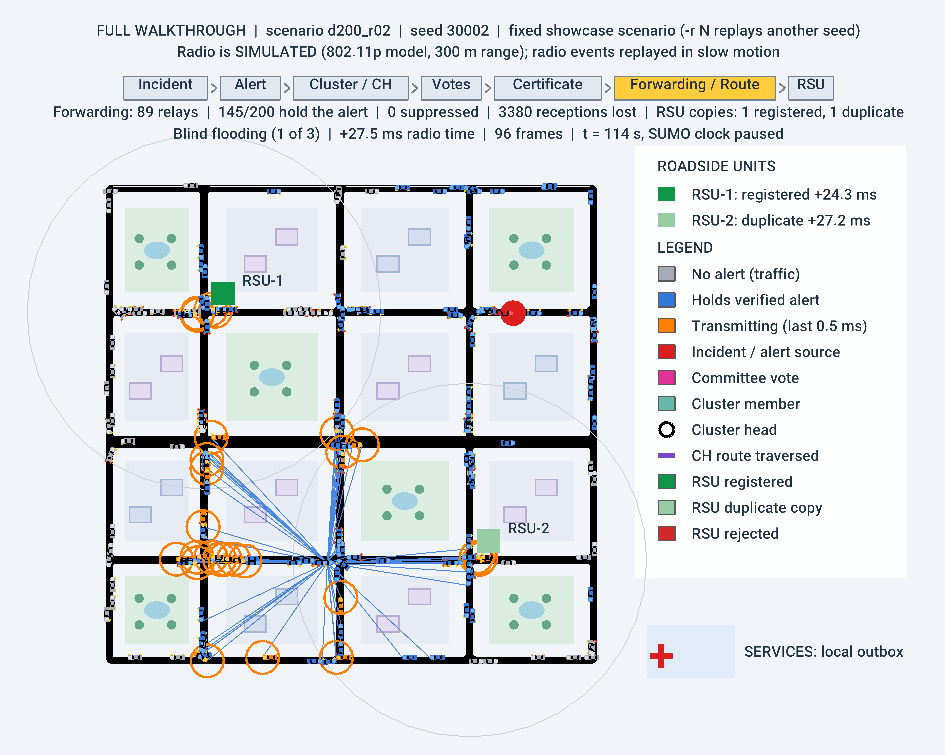 FULL WALKTHROUGH | scenario d200_r02 | seed 30002 | fixed showcase scenario (-r N replays another seed)
Radio is SIMULATED (802.11p model, 300 m range); radio events replayed in slow motion
Incident > Alert > Cluster / CH > Votes > Certificate > Forwarding / Route > RSU
Forwarding: 89 relays | 145/200 hold the alert | 0 suppressed | 3380 receptions lost | RSU copies: 1 registered, 1 duplicate
Blind flooding (1 of 3) | +27.5 ms radio time | 96 frames | t = 114 s, SUMO clock paused
RSU-1
RSU-2
ROADSIDE UNITS
RSU-1: registered +24.3 ms
RSU-2: duplicate +27.2 ms
LEGEND
No alert (traffic)
Holds verified alert
Transmitting (last 0.5 ms)
Incident / alert source
Committee vote
Cluster member
Cluster head
CH route traversed
RSU registered
RSU duplicate copy
RSU rejected
SERVICES: local outbox